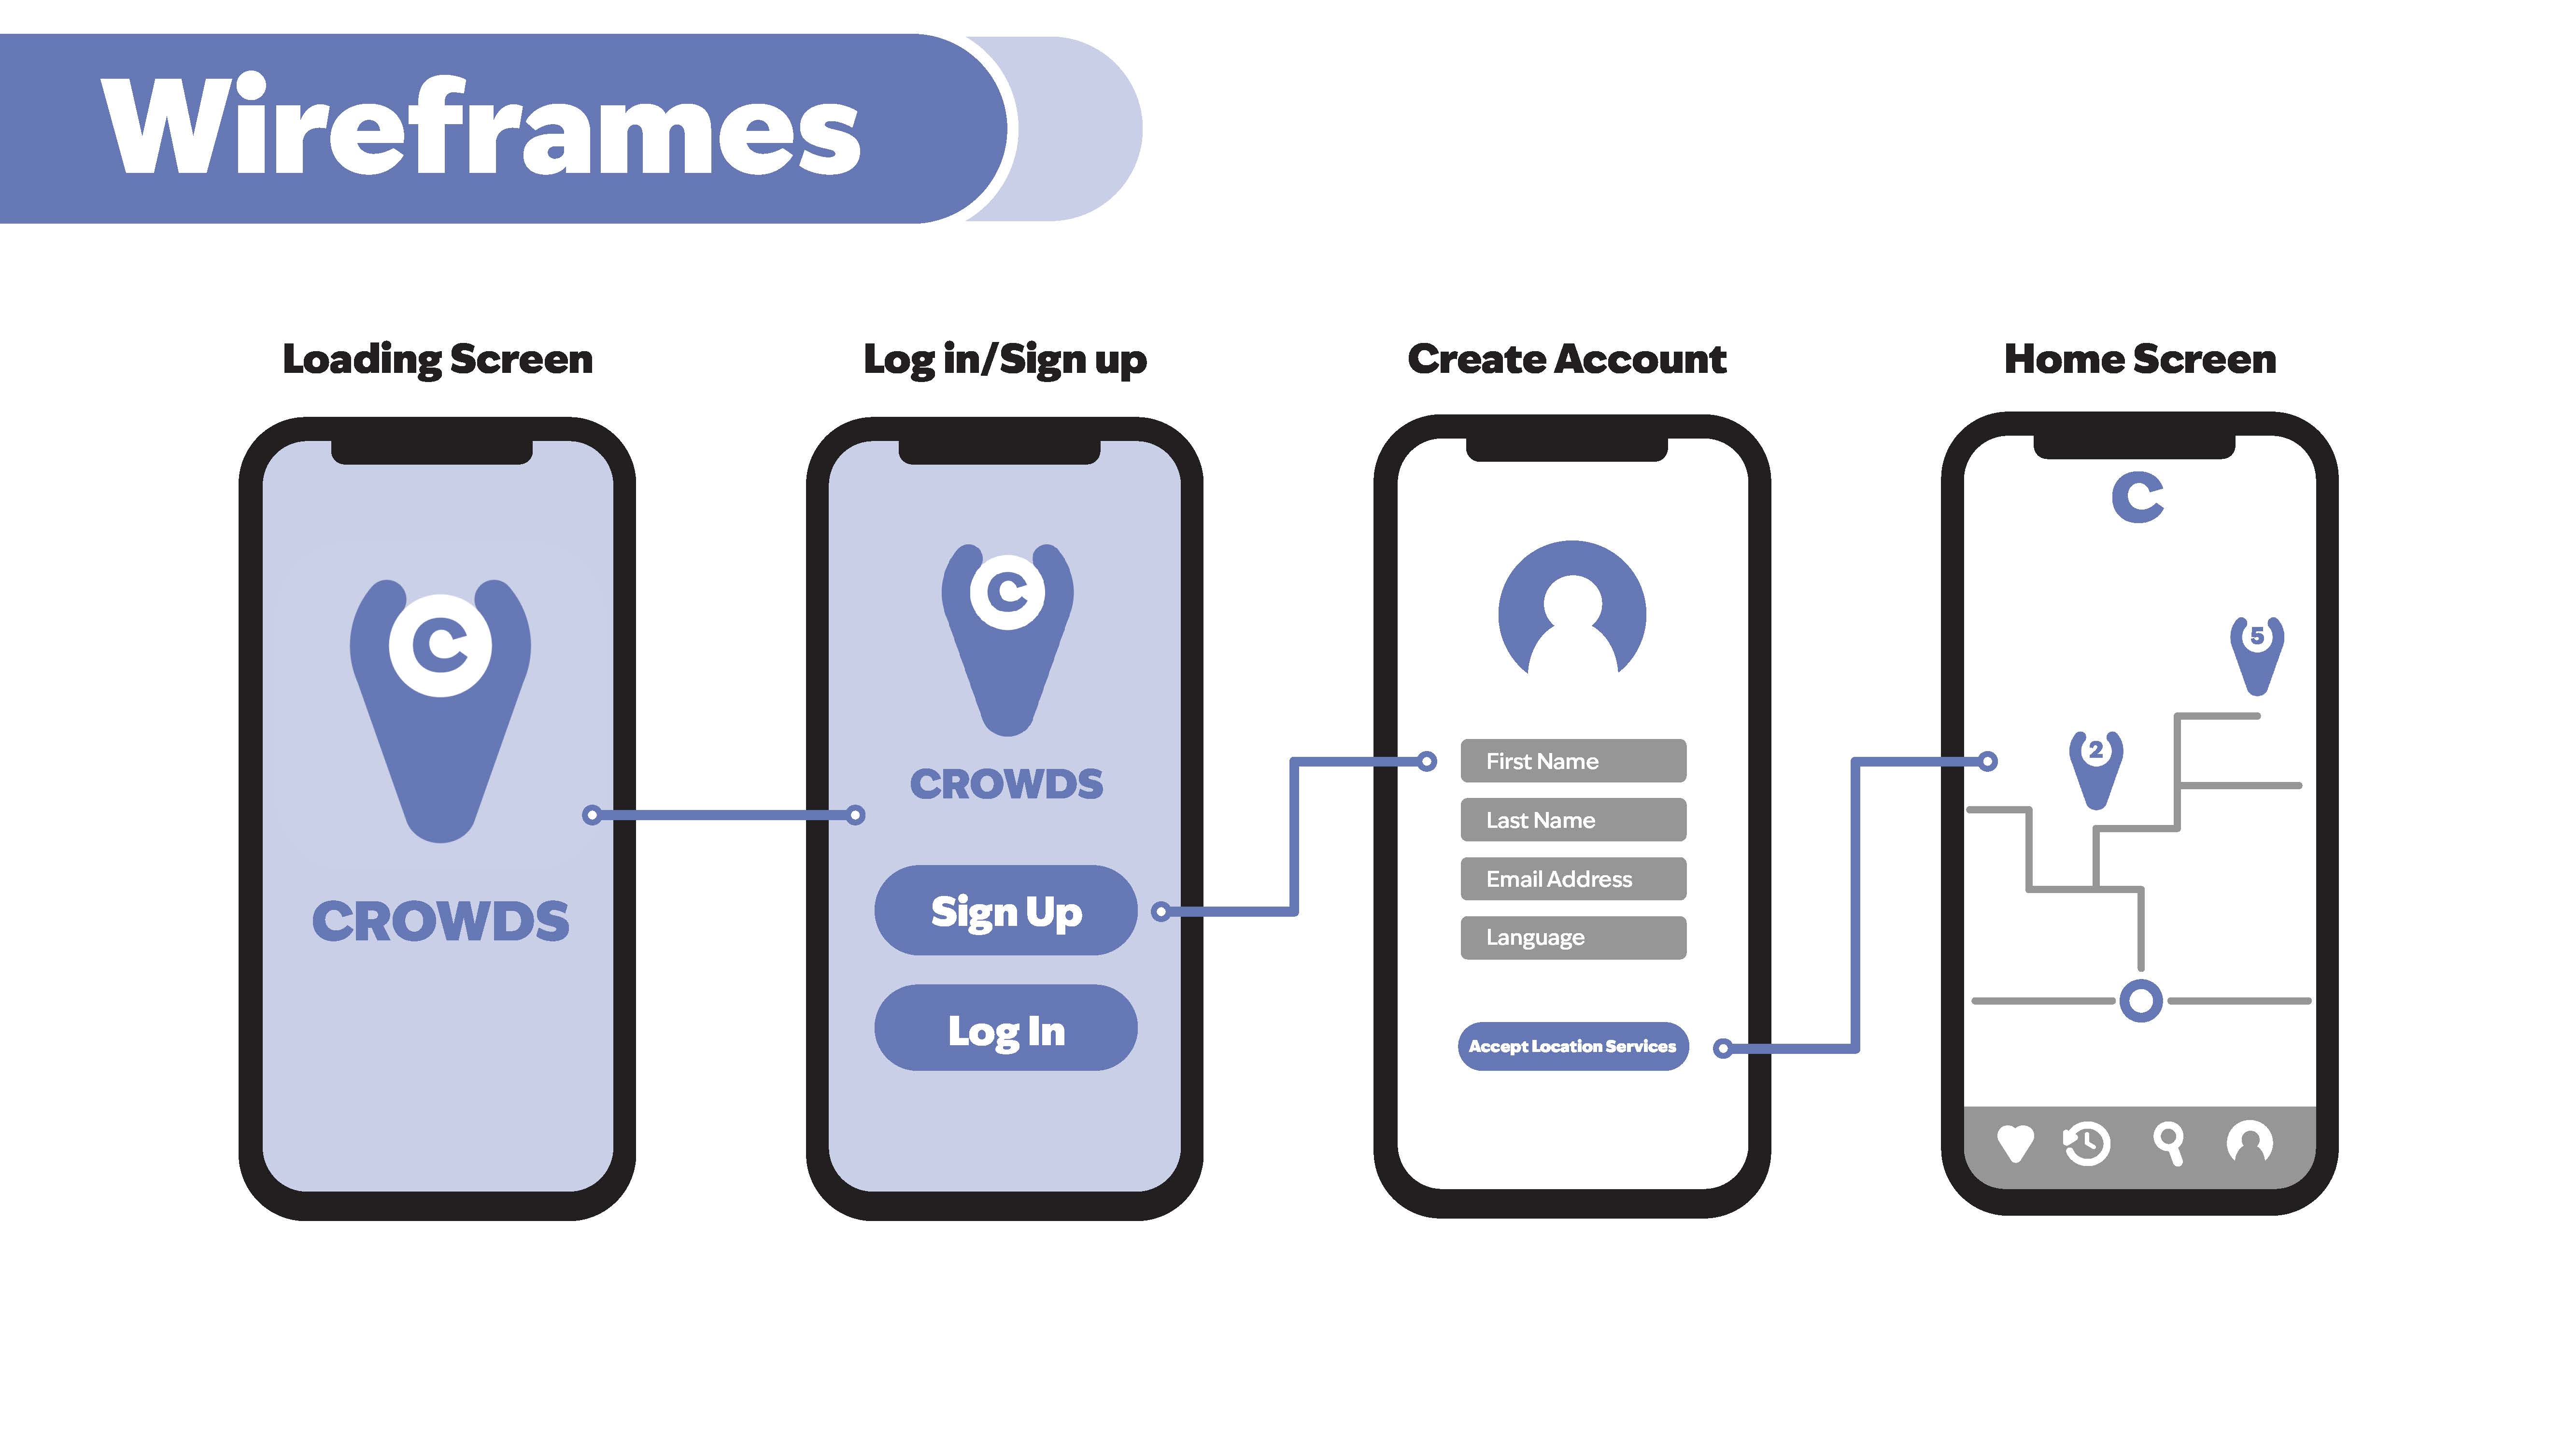 Wireframes
Loading Screen
C
CROWDS
Log in/Sign up
C
CROWDS
Sign Up
Log In
Create Account
First Name
Last Name
Email Address
Language
Accept Location Services
Home Screen
C
5
2